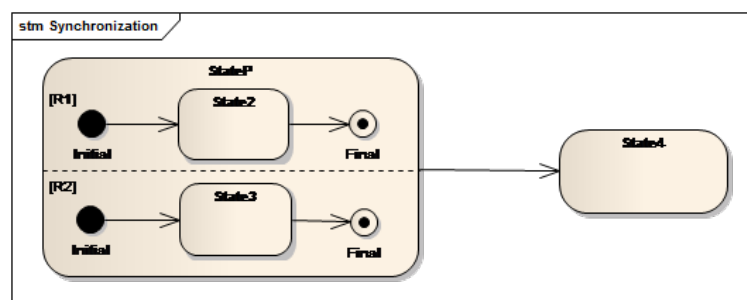 stm Synchronization
StateP
[R1]
State2
Initial
Final
State4
[R2]
State3
Initial
Final